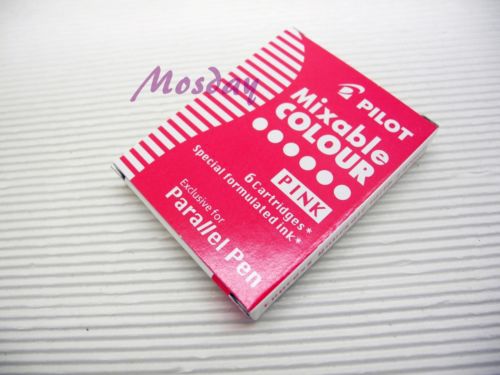 Mosday
PILOT
Mixable
COLOUR
PINK
6 Cartridges*
Special formulated ink*
Exclusive for
Parallel Pen